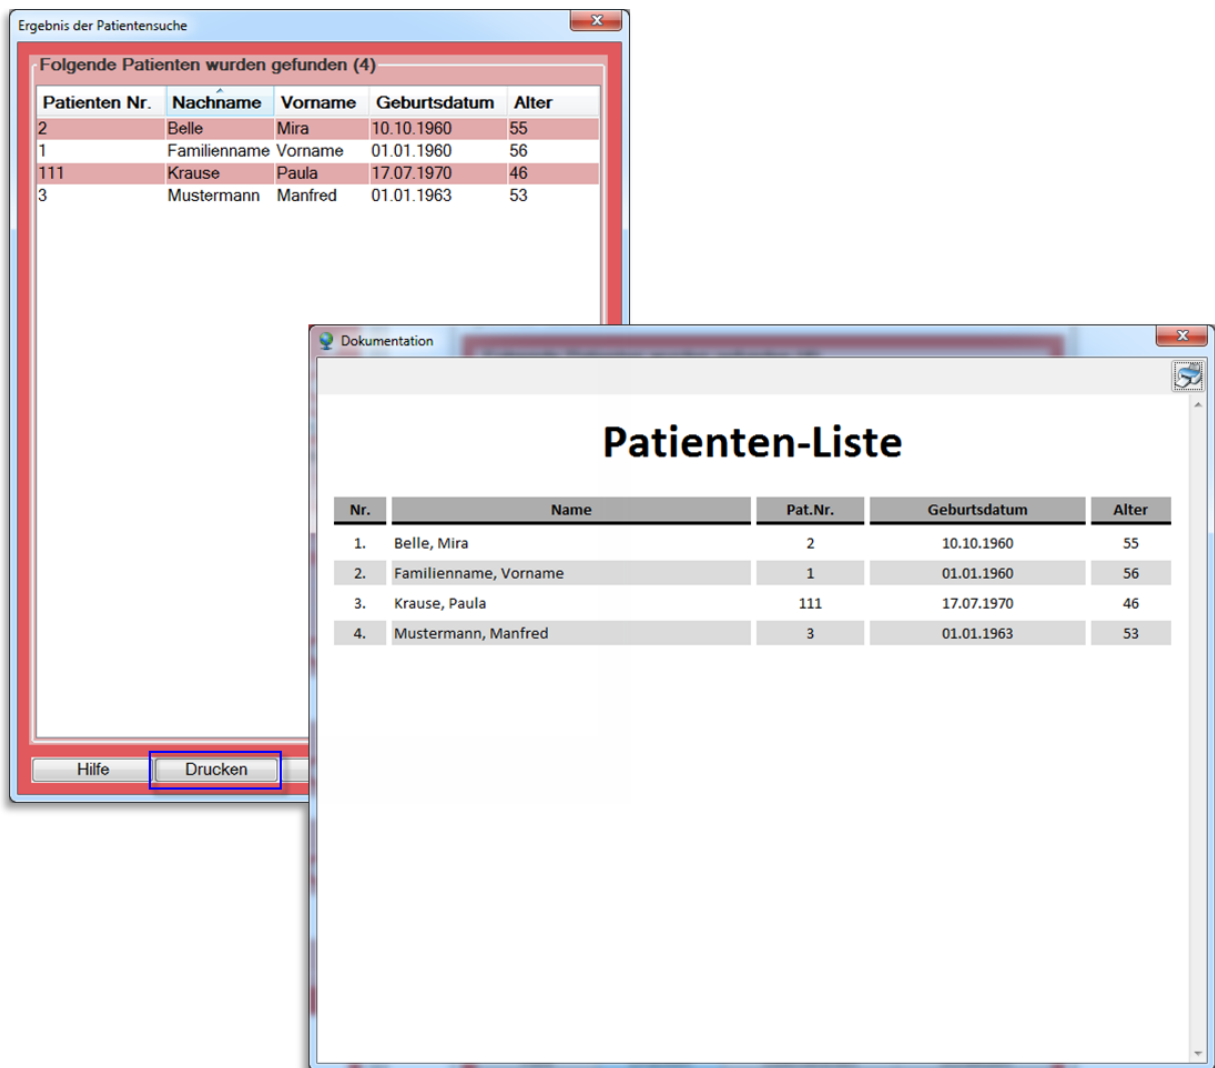 Ergebnis der Patientensuche
Folgende Patienten wurden gefunden (4)
Patienten Nr. Nachname Vorname Geburtsdatum Alter
2 Belle Mira 10.10.1960 55
1 Familienname Vorname 01.01.1960 56
111 Krause Paula 17.07.1970 46
3 Mustermann Manfred 01.01.1963 53
Hilfe Drucken
Dokumentation
Patienten-Liste
Nr. Name Pat.Nr. Geburtsdatum Alter
1. Belle, Mira 2 10.10.1960 55
2. Familienname, Vorname 1 01.01.1960 56
3. Krause, Paula 111 17.07.1970 46
4. Mustermann, Manfred 3 01.01.1963 53